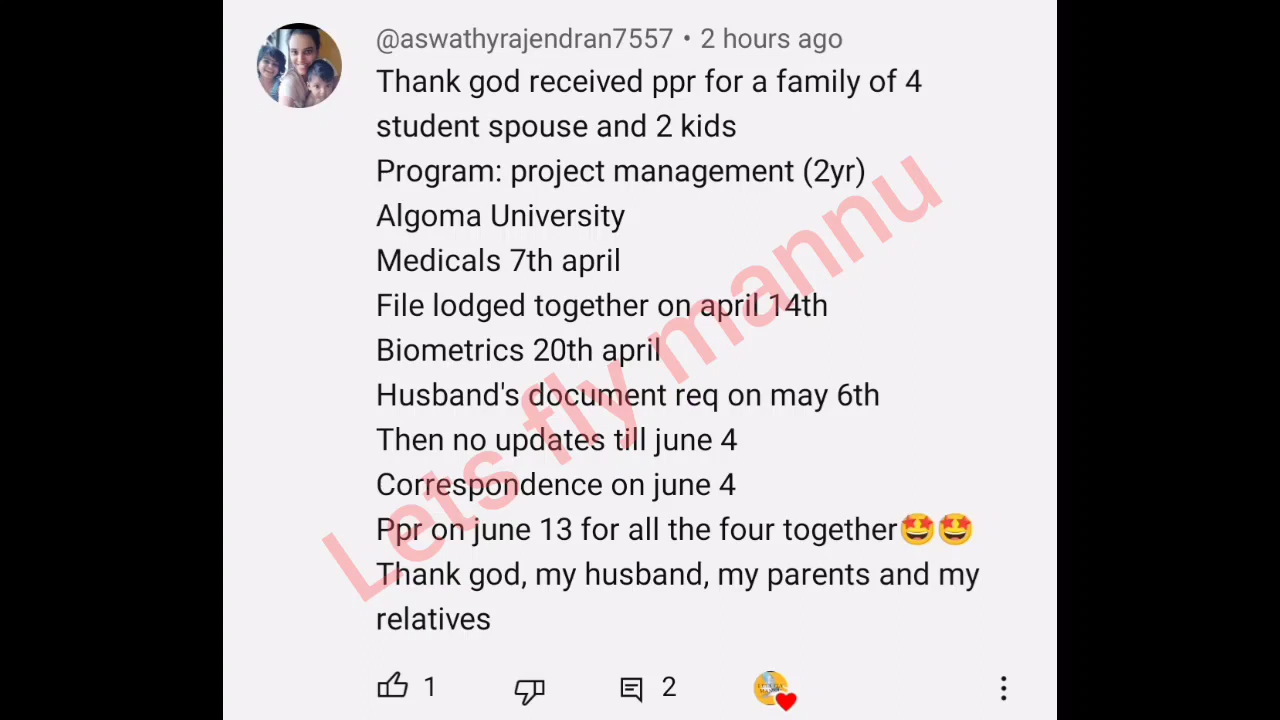 @aswathyrajendran7557 • 2 hours ago
Thank god received ppr for a family of 4
student spouse and 2 kids
Program: project management (2yr)
Algoma University
Medicals 7th april
File lodged together on april 14th
Biometrics 20th april
Husband's document req on may 6th
Then no updates till june 4
Correspondence on june 4
Ppr on june 13 for all the four together🤩🤩
Thank god, my husband, my parents and my
relatives
1
2
Lets fly mannu